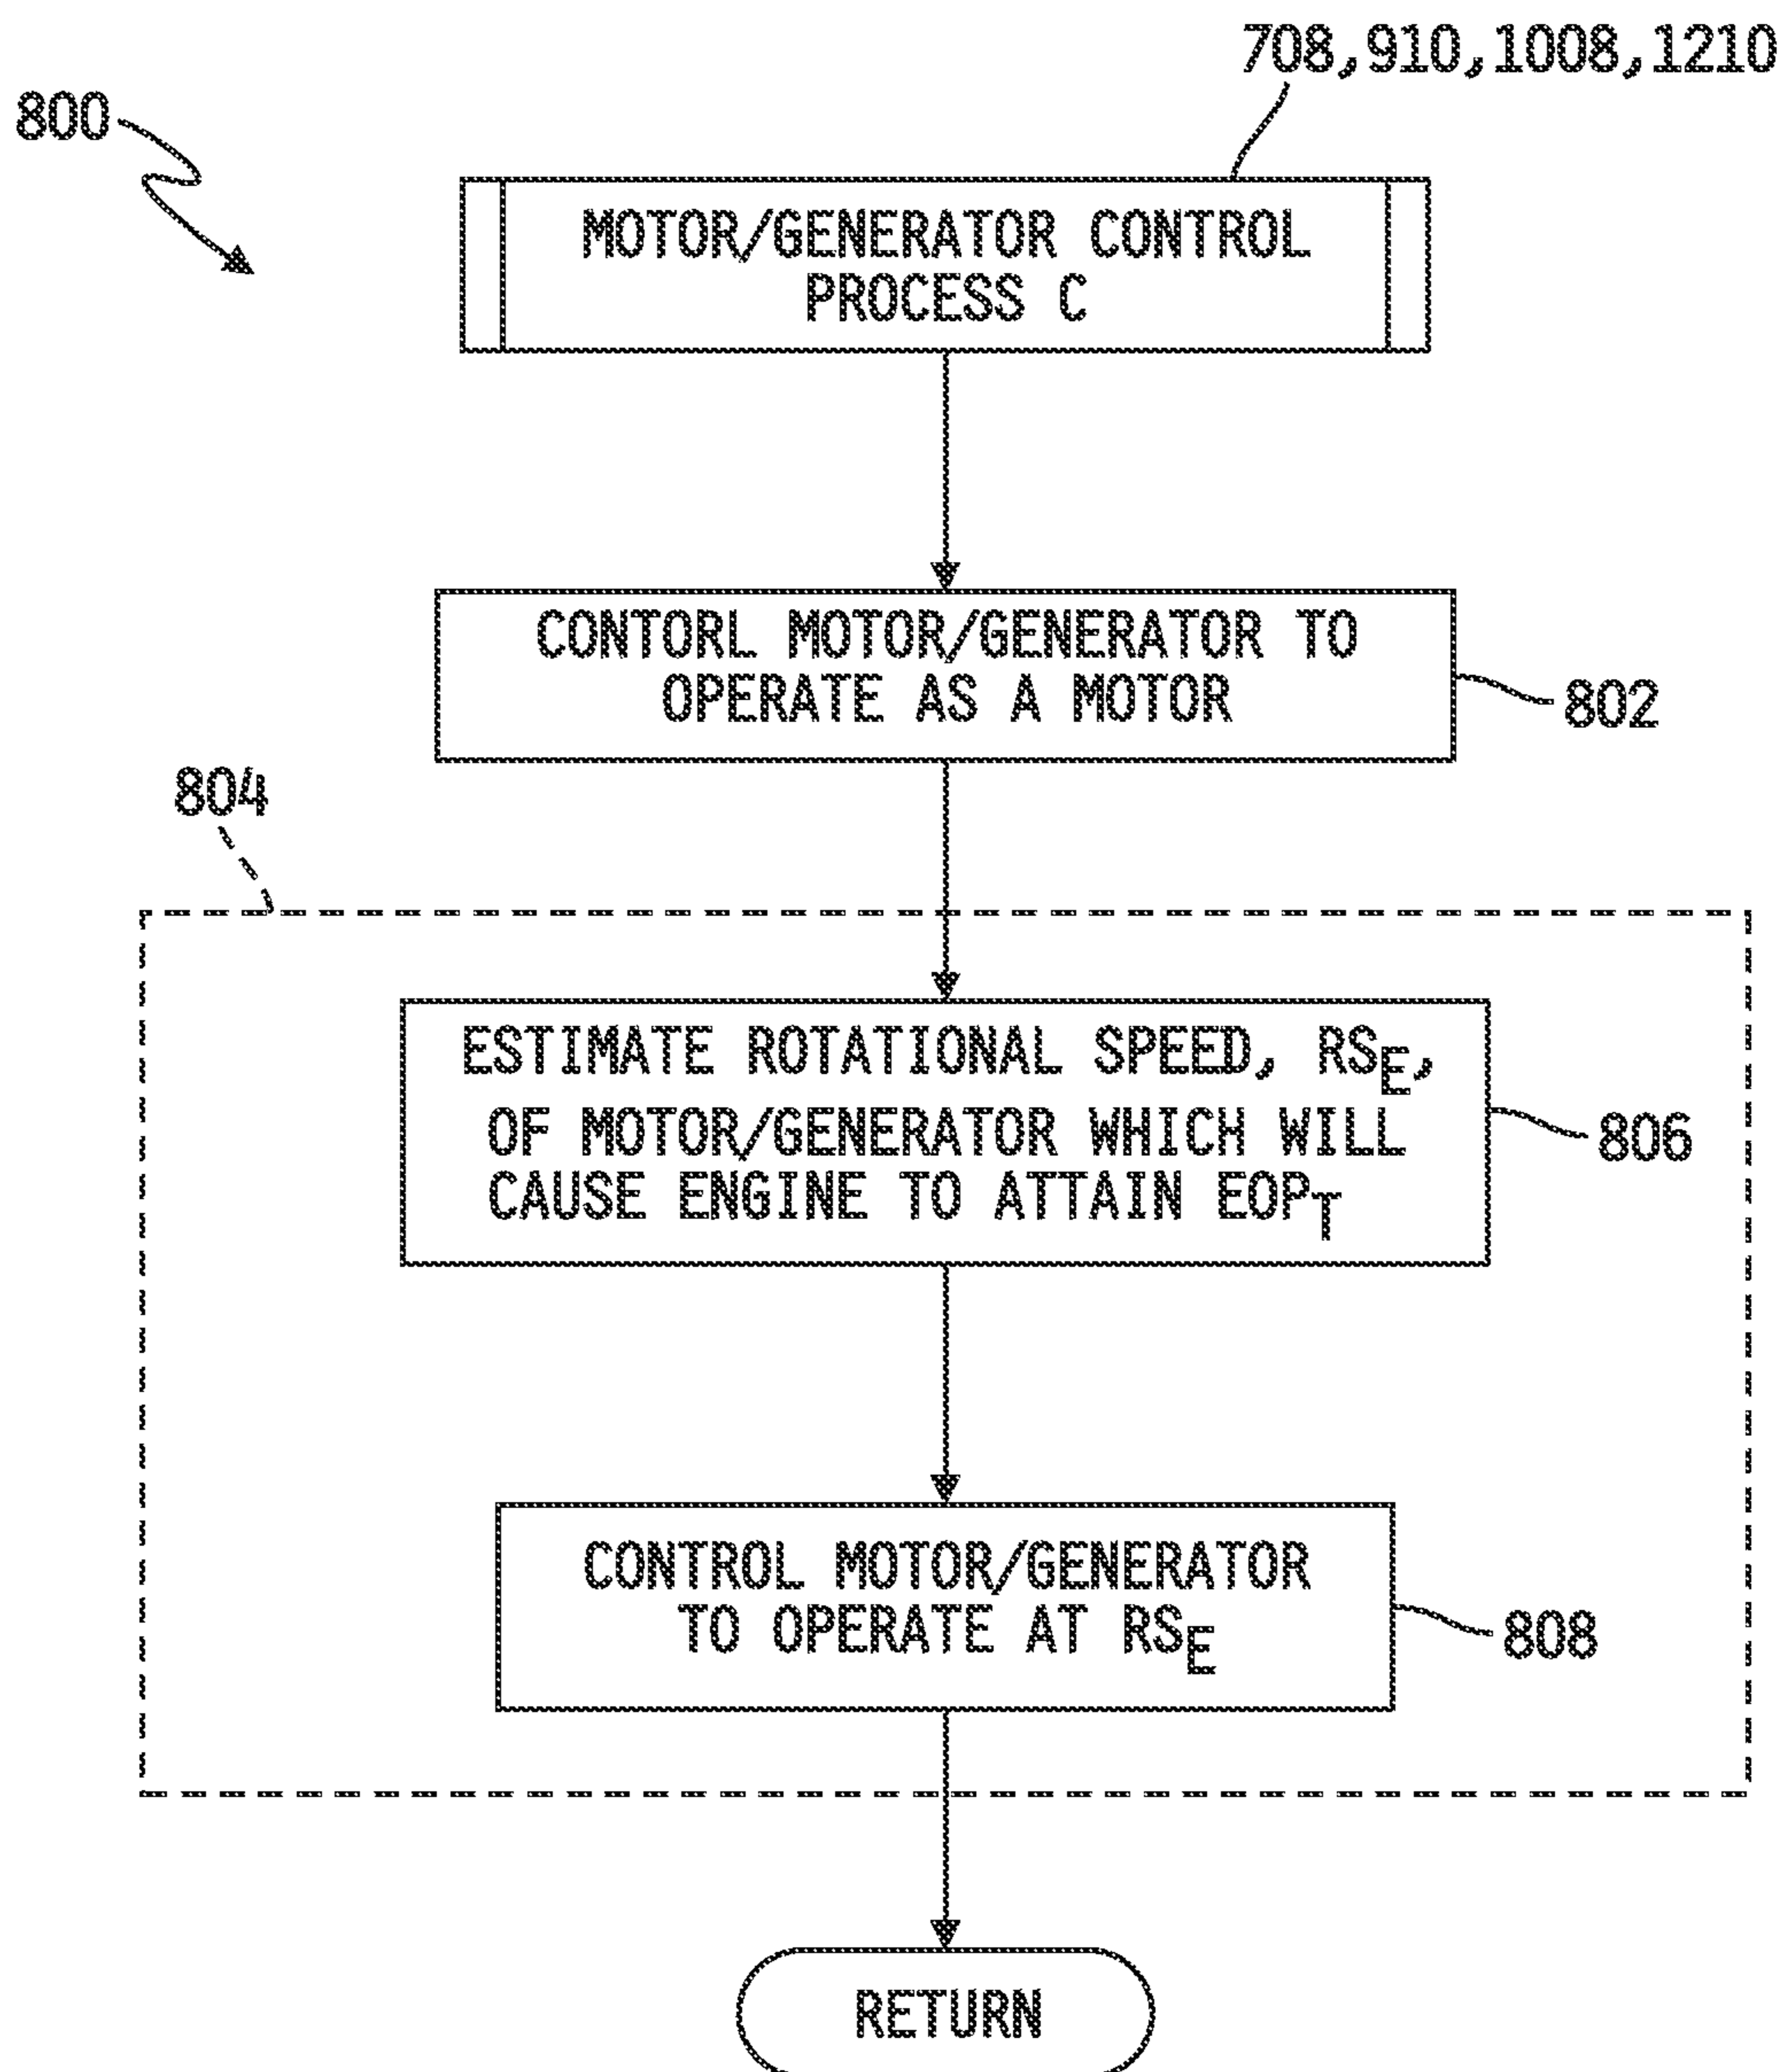 708,910,1008,1210
800
MOTOR/GENERATOR CONTROL
PROCESS C
CONTORL MOTOR/GENERATOR TO
OPERATE AS A MOTOR
802
804
ESTIMATE ROTATIONAL SPEED, RSE,
OF MOTOR/GENERATOR WHICH WILL
CAUSE ENGINE TO ATTAIN EOPT
806
CONTROL MOTOR/GENERATOR
TO OPERATE AT RSE
808
RETURN